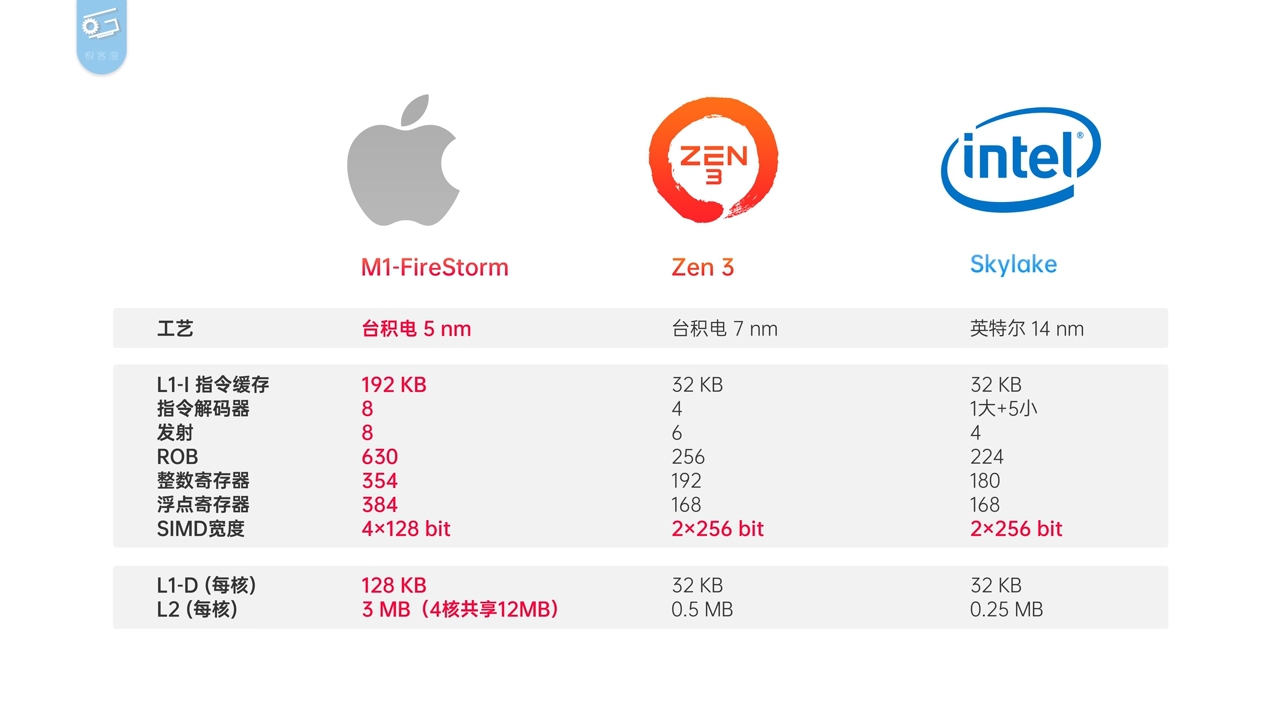 极客湾
ZEN
3
intel®
M1-FireStorm Zen 3 Skylake
工艺 台积电 5 nm 台积电 7 nm 英特尔 14 nm
L1-I 指令缓存 192 KB 32 KB 32 KB
指令解码器 8 4 1大+5小
发射 8 6 4
ROB 630 256 224
整数寄存器 354 192 180
浮点寄存器 384 168 168
SIMD宽度 4×128 bit 2×256 bit 2×256 bit
L1-D (每核) 128 KB 32 KB 32 KB
L2 (每核) 3 MB（4核共享12MB） 0.5 MB 0.25 MB